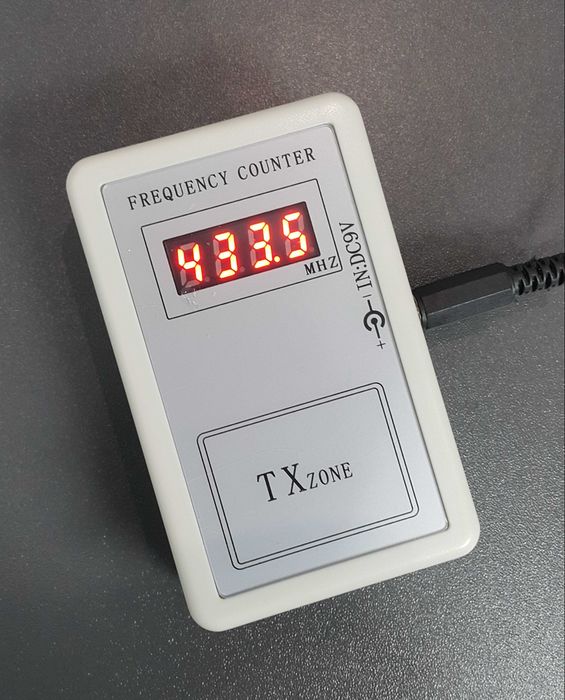 FREQUENCY COUNTER
433.5
MHZ
IN:DC9V
- +
TXZONE